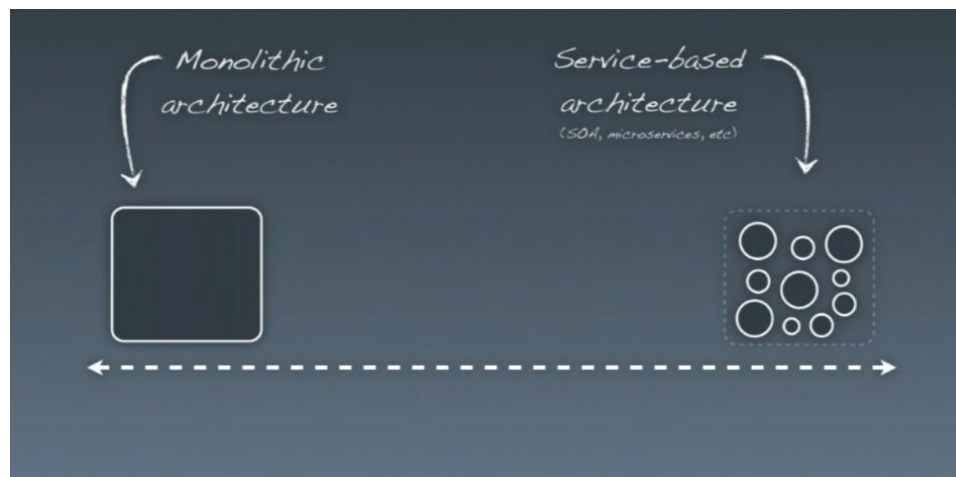 Monolithic
architecture
Service-based
architecture
(SOA, microservices, etc)